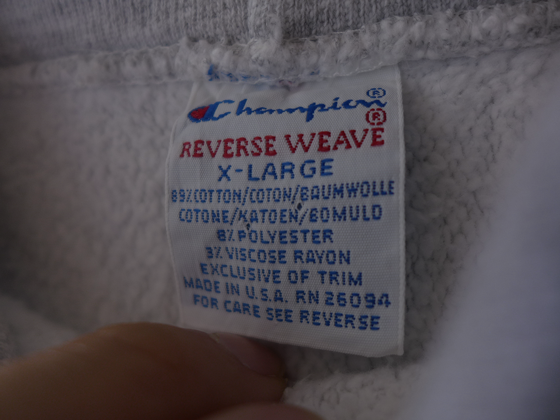 Champion®
®
REVERSE WEAVE
X-LARGE
89% COTTON/COTON/BAUMWOLLE
COTONE/KATOEN/BOMULD
8% POLYESTER
3% VISCOSE RAYON
EXCLUSIVE OF TRIM
MADE IN U.S.A. RN 26094
FOR CARE SEE REVERSE